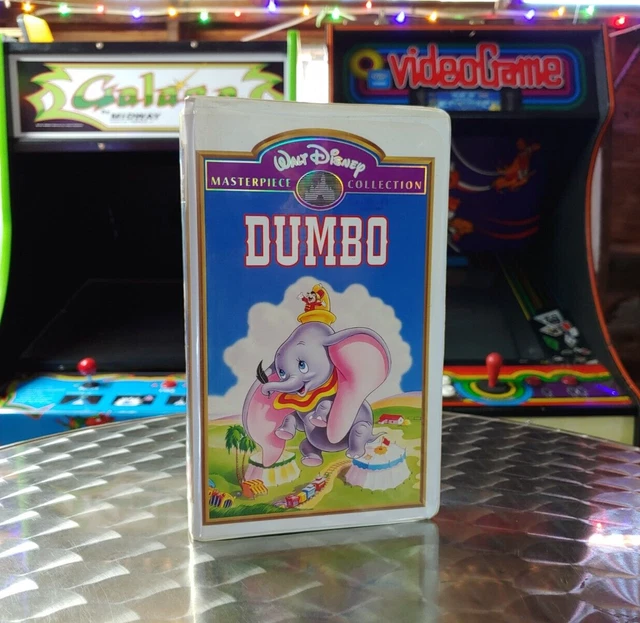 Galaga
MIDWAY
videoGame
WALT DISNEY
MASTERPIECE COLLECTION
DUMBO